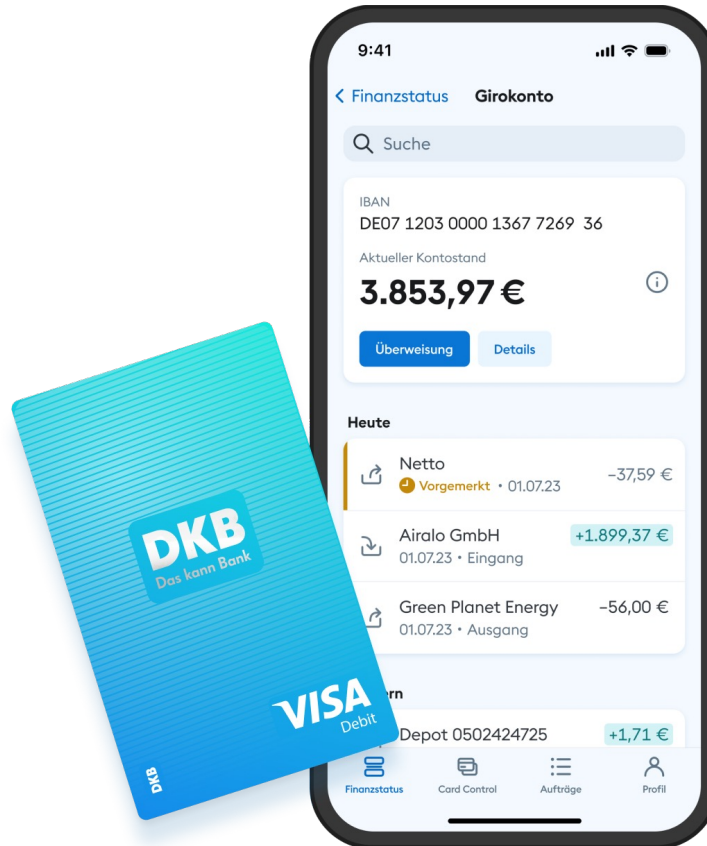 9:41
Finanzstatus Girokonto
Suche
IBAN
DE07 1203 0000 1367 7269 36
Aktueller Kontostand
3.853,97 €
Überweisung Details
Heute
Netto −37,59 €
Vorgemerkt • 01.07.23
Airalo GmbH +1.899,37 €
01.07.23 • Eingang
Green Planet Energy −56,00 €
01.07.23 • Ausgang
rn
Depot 0502424725 +1,71 €
Finanzstatus Card Control Aufträge Profil
DKB
Das kann Bank
VISA
Debit
DKB